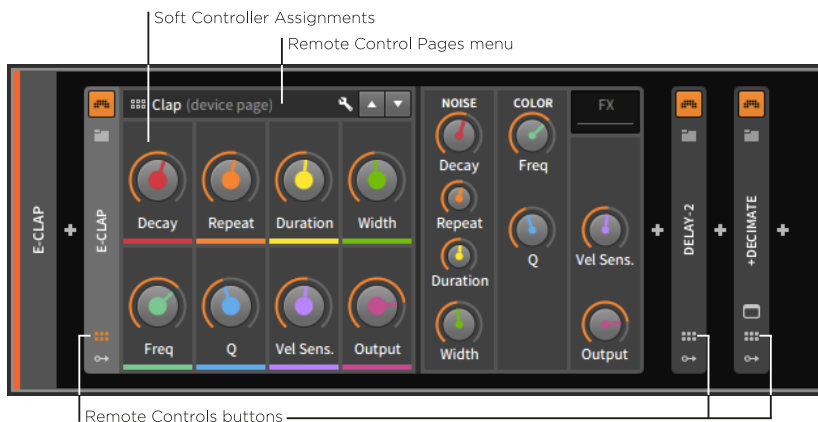 Soft Controller Assignments
Remote Control Pages menu
E-CLAP
E-CLAP
Clap (device page)
Decay Repeat Duration Width
Freq Q Vel Sens. Output
NOISE
Decay
Repeat
Duration
Width
COLOR
Freq
Q
FX
Vel Sens.
Output
DELAY-2
+DECIMATE
Remote Controls buttons